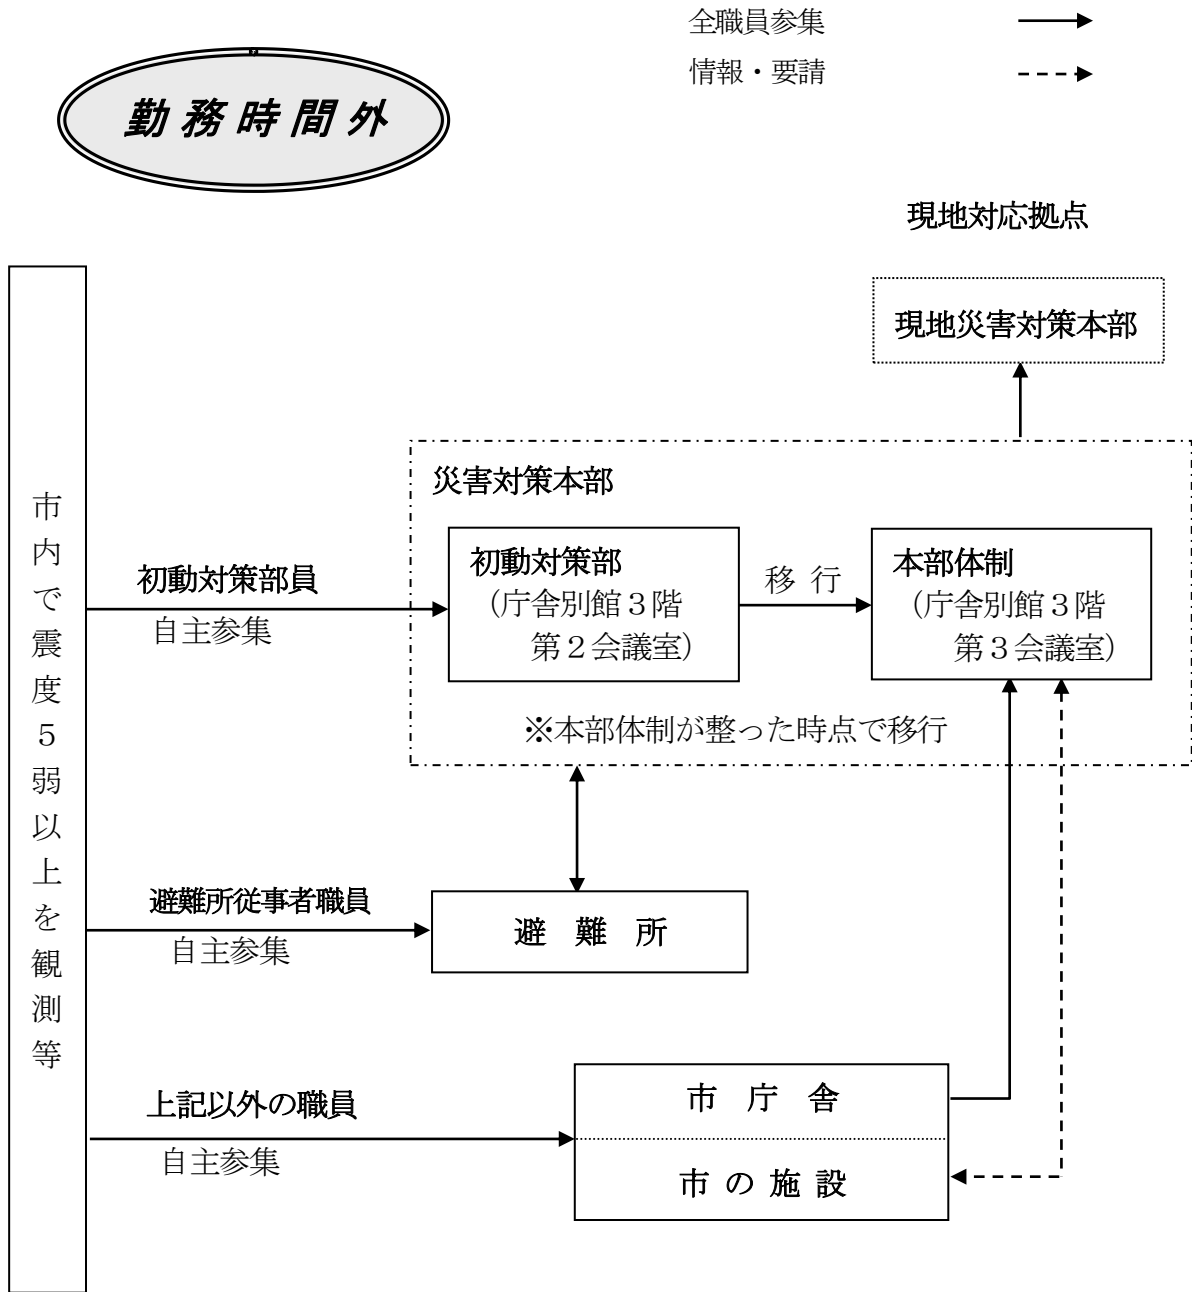 全職員参集
情報・要請
勤務時間外
現地対応拠点
現地災害対策本部
災害対策本部
市内で震度５弱以上を観測等
初動対策部員
自主参集
初動対策部
（庁舎別館３階
第２会議室）
移行
本部体制
（庁舎別館３階
第３会議室）
※本部体制が整った時点で移行
避難所従事者職員
自主参集
避難所
上記以外の職員
自主参集
市庁舎
市の施設